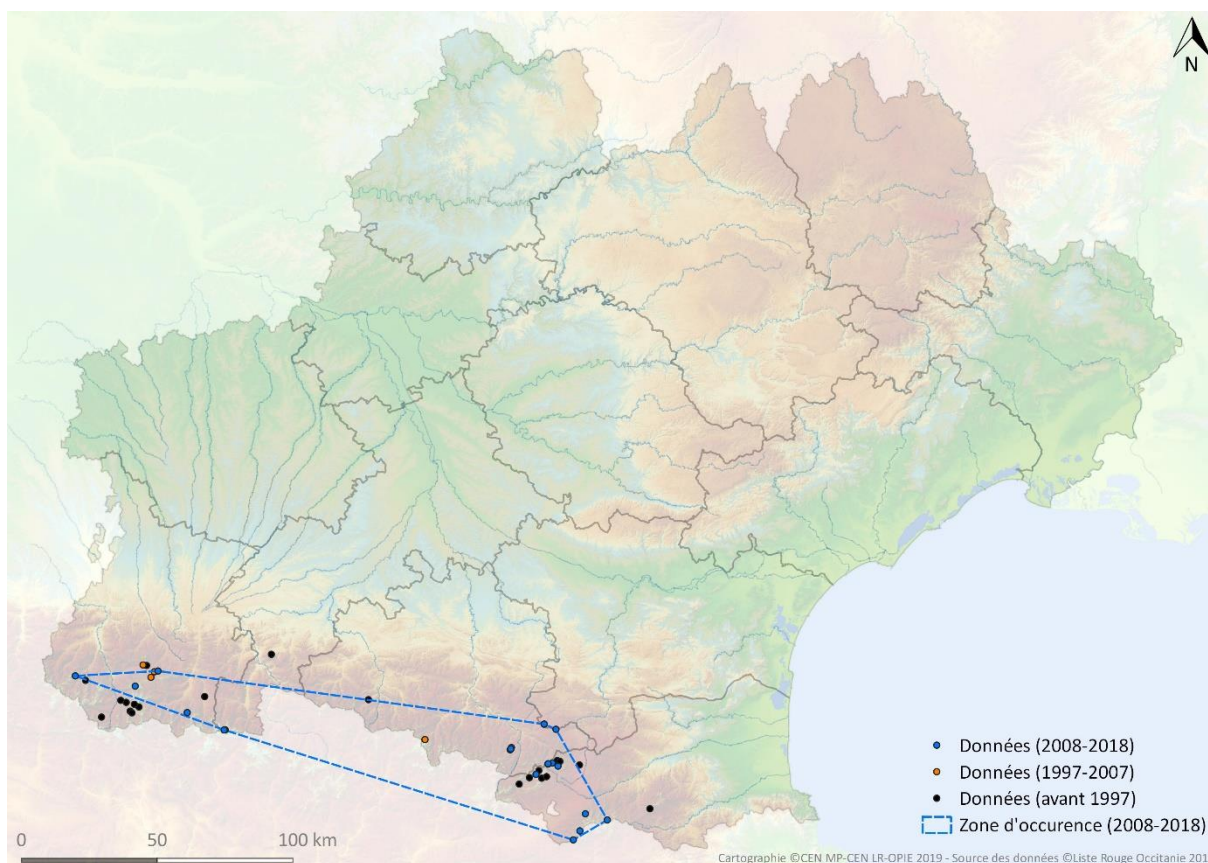 N
Données (2008-2018)
Données (1997-2007)
Données (avant 1997)
Zone d'occurence (2008-2018)
0 50 100 km
Cartographie ©CEN MP-CEN LR-OPIE 2019 - Source des données ©Liste Rouge Occitanie 201